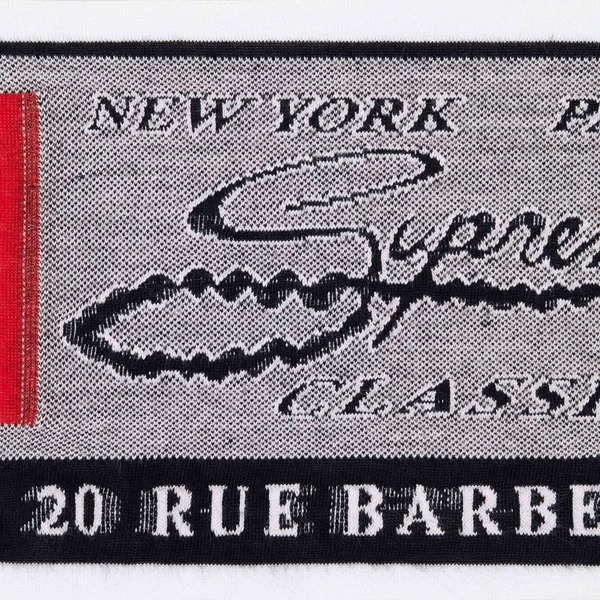 NEW YORK PA
Supre
CLASSI
20 RUE BARBE